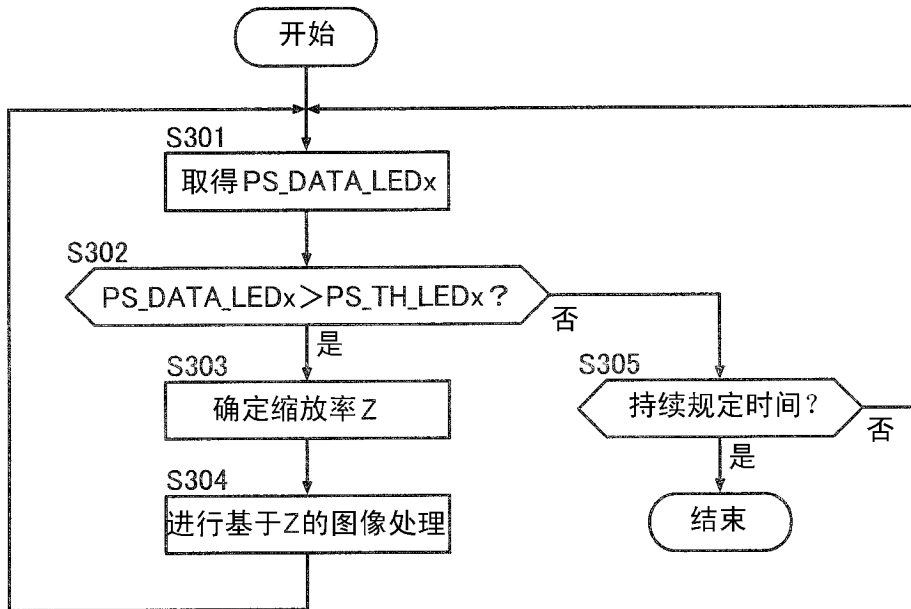 开始
S301
取得PS_DATA_LEDx
S302
PS_DATA_LEDx＞PS_TH_LEDx？
否
是
S303
确定缩放率Z
S305
持续规定时间？
否
是
S304
进行基于Z的图像处理
结束